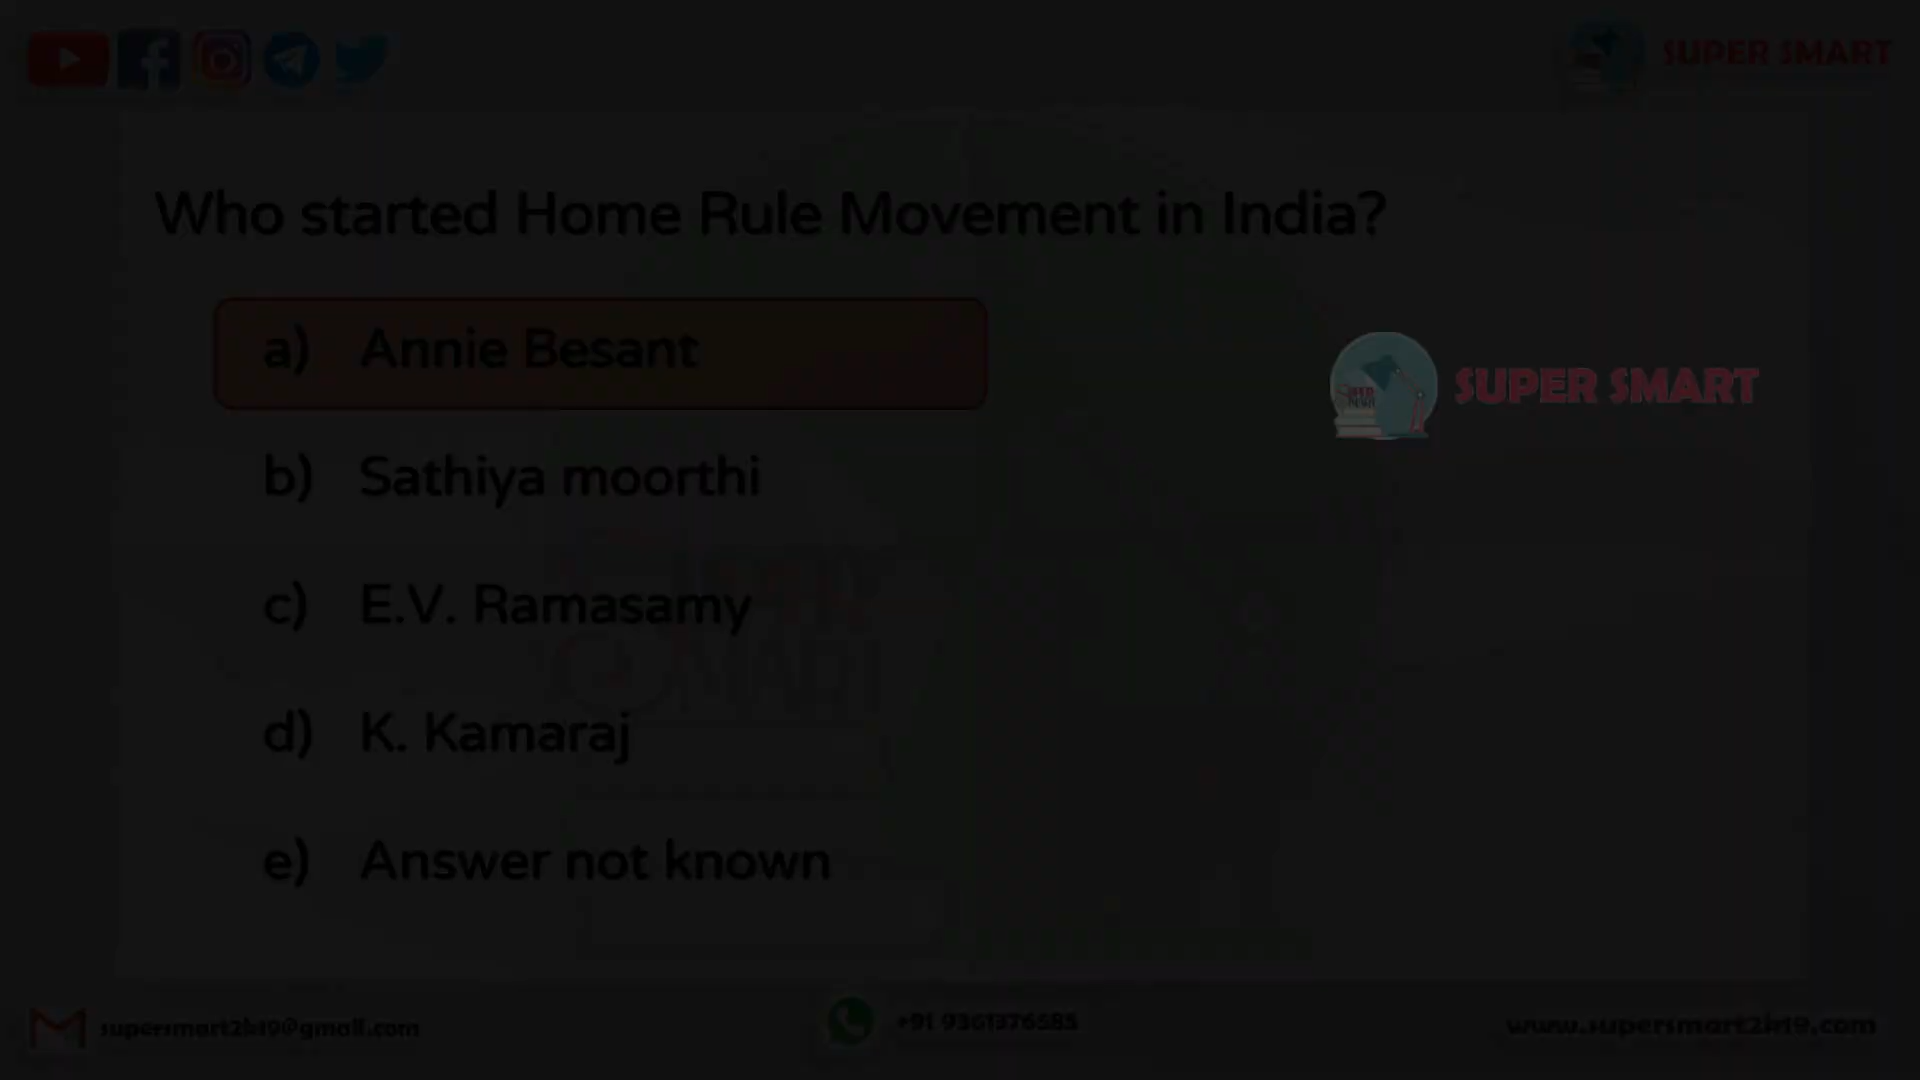 SUPER SMART
Who started Home Rule Movement in India?
a) Annie Besant
SUPER SMART
b) Sathiya moorthi
c) E.V. Ramasamy
d) K. Kamaraj
e) Answer not known
supersmart2k19@gmail.com
+91 9361376585
www.supersmart2k19.com